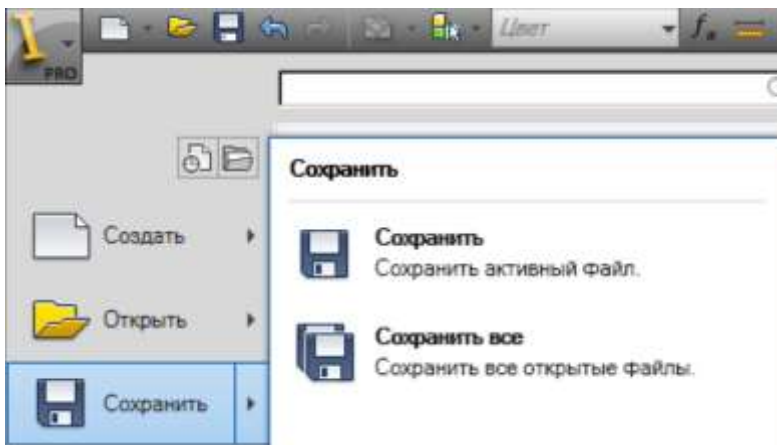 Цвет
PRO
Сохранить
Создать
Сохранить
Сохранить активный файл.
Открыть
Сохранить все
Сохранить все открытые файлы.
Сохранить